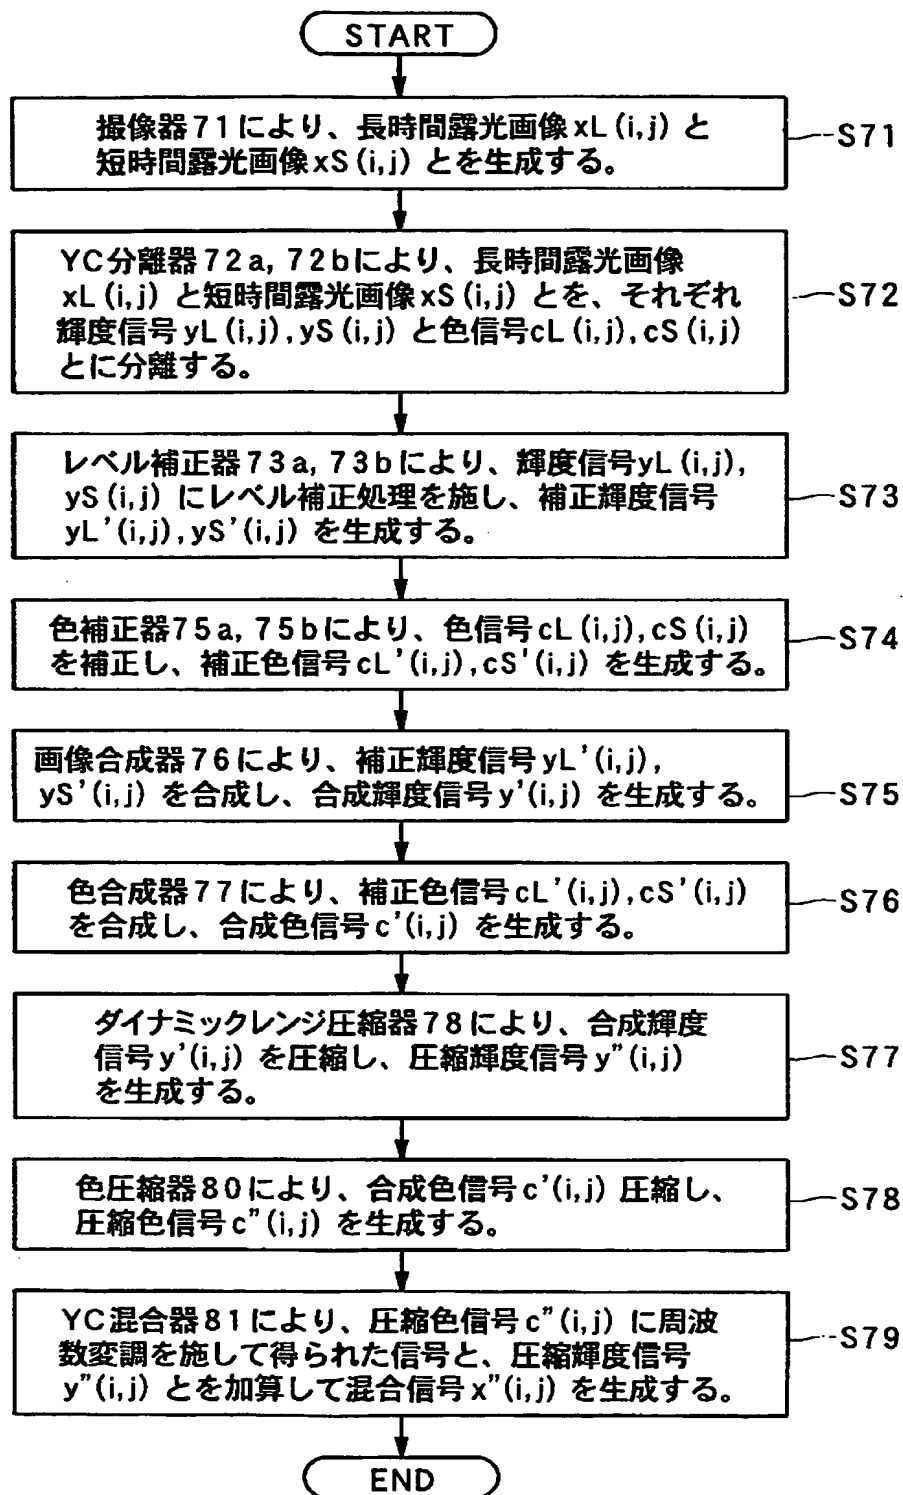 START
撮像器71により、長時間露光画像xL(i,j)と
短時間露光画像xS(i,j)とを生成する。
S71
YC分離器72a, 72bにより、長時間露光画像
xL(i,j)と短時間露光画像xS(i,j)とを、それぞれ
輝度信号yL(i,j),yS(i,j)と色信号cL(i,j),cS(i,j)
とに分離する。
S72
レベル補正器73a, 73bにより、輝度信号yL(i,j),
yS(i,j)にレベル補正処理を施し、補正輝度信号
yL'(i,j),yS'(i,j)を生成する。
S73
色補正器75a, 75bにより、色信号cL(i,j),cS(i,j)
を補正し、補正色信号cL'(i,j),cS'(i,j)を生成する。
S74
画像合成器76により、補正輝度信号yL'(i,j),
yS'(i,j)を合成し、合成輝度信号y'(i,j)を生成する。
S75
色合成器77により、補正色信号cL'(i,j),cS'(i,j)
を合成し、合成色信号c'(i,j)を生成する。
S76
ダイナミックレンジ圧縮器78により、合成輝度
信号y'(i,j)を圧縮し、圧縮輝度信号y"(i,j)
を生成する。
S77
色圧縮器80により、合成色信号c'(i,j)圧縮し、
圧縮色信号c"(i,j)を生成する。
S78
YC混合器81により、圧縮色信号c"(i,j)に周波
数変調を施して得られた信号と、圧縮輝度信号
y"(i,j)とを加算して混合信号x"(i,j)を生成する。
S79
END